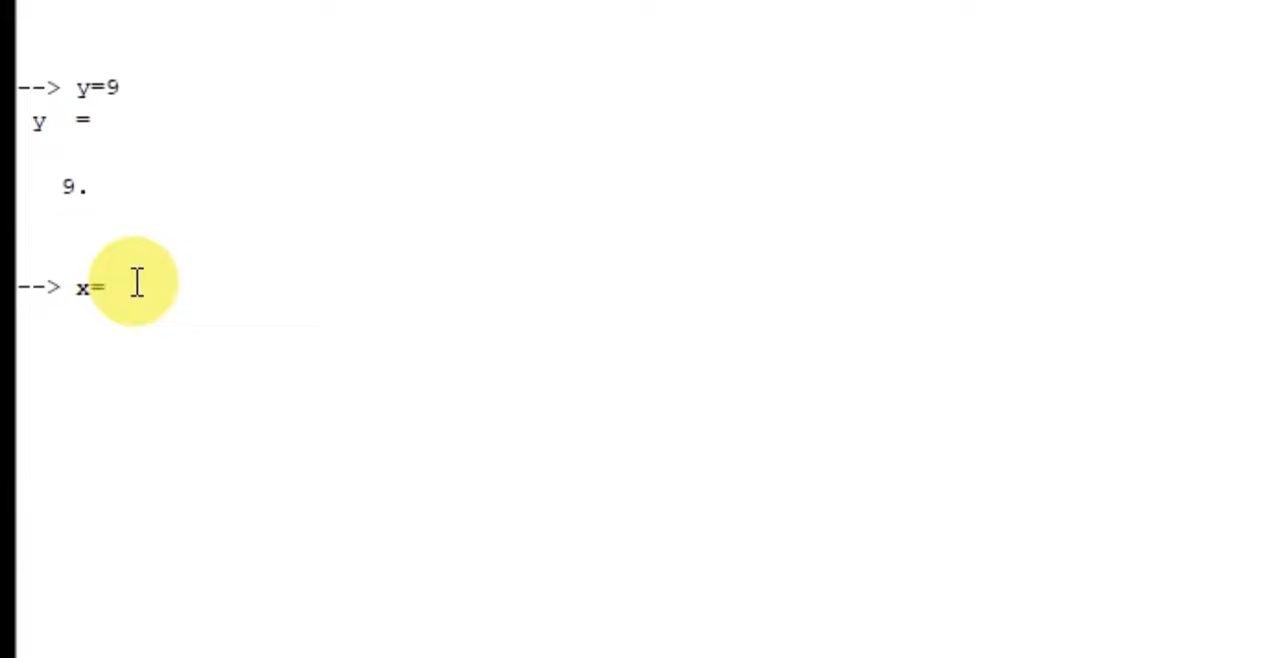 --> y=9
y =
9.
--> x=